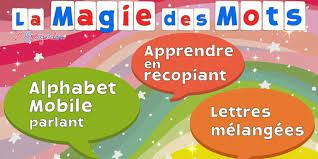 La Magie des Mots
Apprendre
en
recopiant
Alphabet
Mobile
parlant
Lettres
mélangées